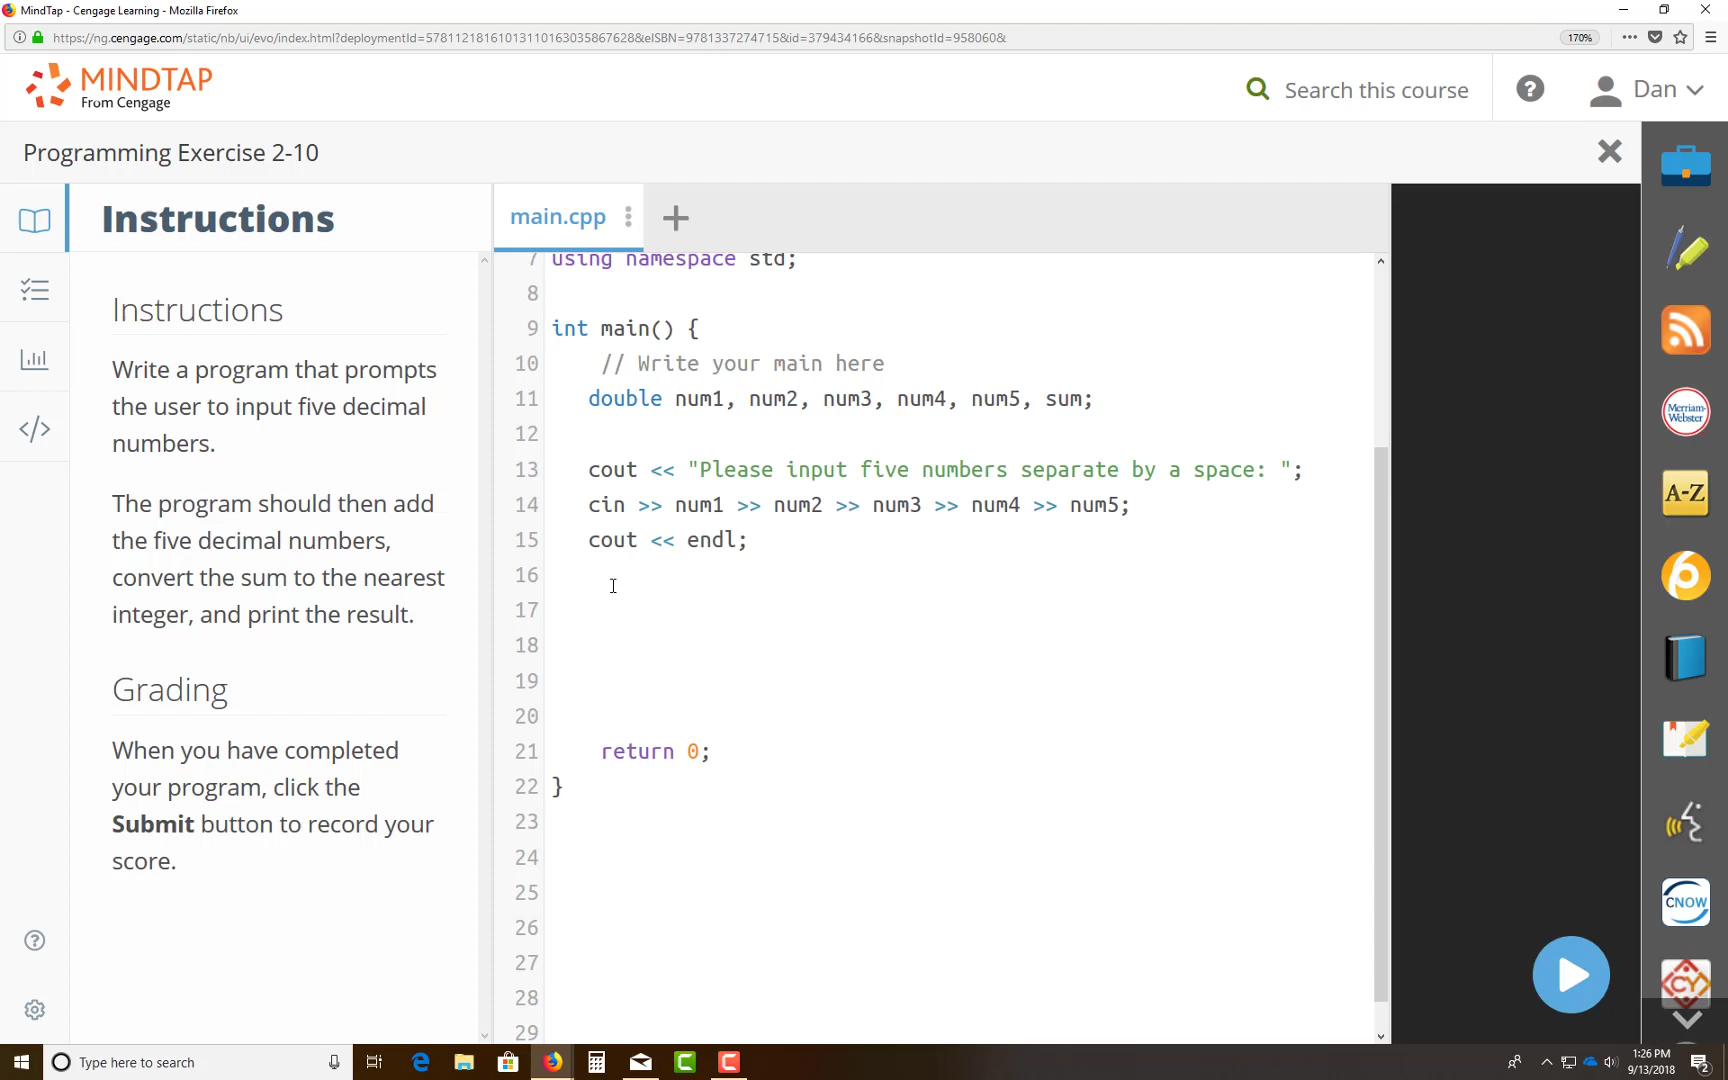 MindTap - Cengage Learning - Mozilla Firefox
https://ng.cengage.com/static/nb/ui/evo/index.html?deploymentId=57811218161013110163035867628&eISBN=9781337274715&id=379434166&snapshotId=958060&
170%
MINDTAP
From Cengage
Search this course
Dan
Programming Exercise 2-10
Instructions
main.cpp
Instructions
Write a program that prompts
the user to input five decimal
numbers.
The program should then add
the five decimal numbers,
convert the sum to the nearest
integer, and print the result.
Grading
When you have completed
your program, click the
Submit button to record your
score.
7 using namespace std;
8
9 int main() {
10 // Write your main here
11 double num1, num2, num3, num4, num5, sum;
12
13 cout << "Please input five numbers separate by a space: ";
14 cin >> num1 >> num2 >> num3 >> num4 >> num5;
15 cout << endl;
16
17
18
19
20
21 return 0;
22 }
23
24
25
26
27
28
29
Merriam-
Webster
A-Z
CNOW
CY
Type here to search
1:26 PM
9/13/2018
2